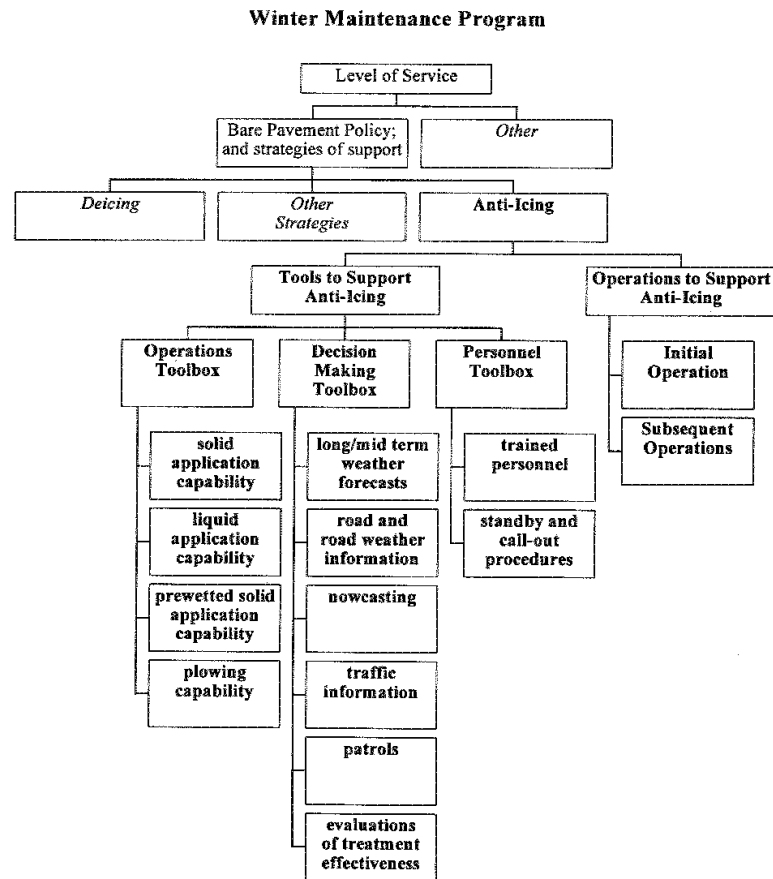 Winter Maintenance Program
Level of Service
Bare Pavement Policy;
and strategies of support
Other
Deicing
Other
Strategies
Anti-Icing
Tools to Support
Anti-Icing
Operations to Support
Anti-Icing
Operations
Toolbox
Decision
Making
Toolbox
Personnel
Toolbox
Initial
Operation
Subsequent
Operations
solid
application
capability
liquid
application
capability
prewetted solid
application
capability
plowing
capability
long/mid term
weather
forecasts
road and
road weather
information
nowcasting
traffic
information
patrols
evaluations
of treatment
effectiveness
trained
personnel
standby and
call-out
procedures